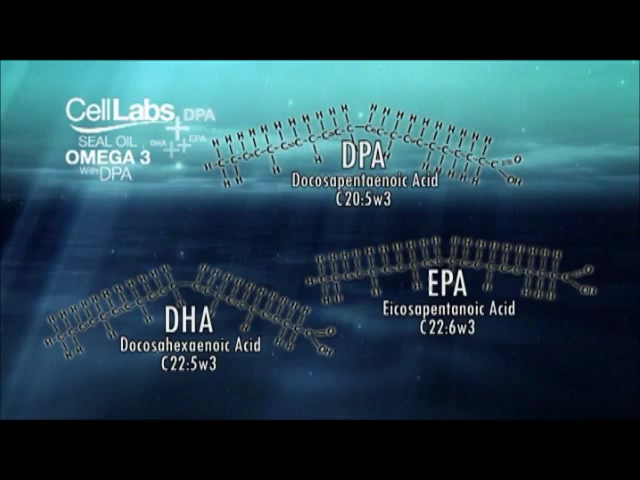 CellLabs
DPA
SEAL OIL
DHA
EPA
OMEGA 3
With DPA
DPA
Docosapentaenoic Acid
C20:5w3
EPA
Eicosapentanoic Acid
C22:6w3
DHA
Docosahexaenoic Acid
C22:5w3